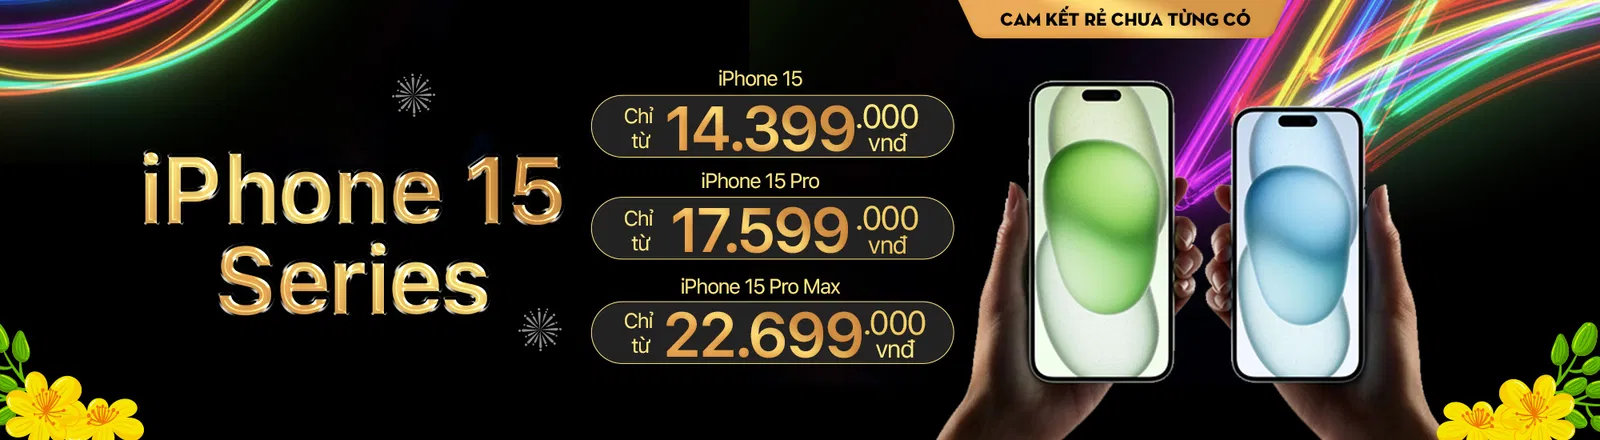 CAM KẾT RẺ CHƯA TỪNG CÓ
iPhone 15
Series
iPhone 15
Chỉ từ 14.399.000 vnđ
iPhone 15 Pro
Chỉ từ 17.599.000 vnđ
iPhone 15 Pro Max
Chỉ từ 22.699.000 vnđ